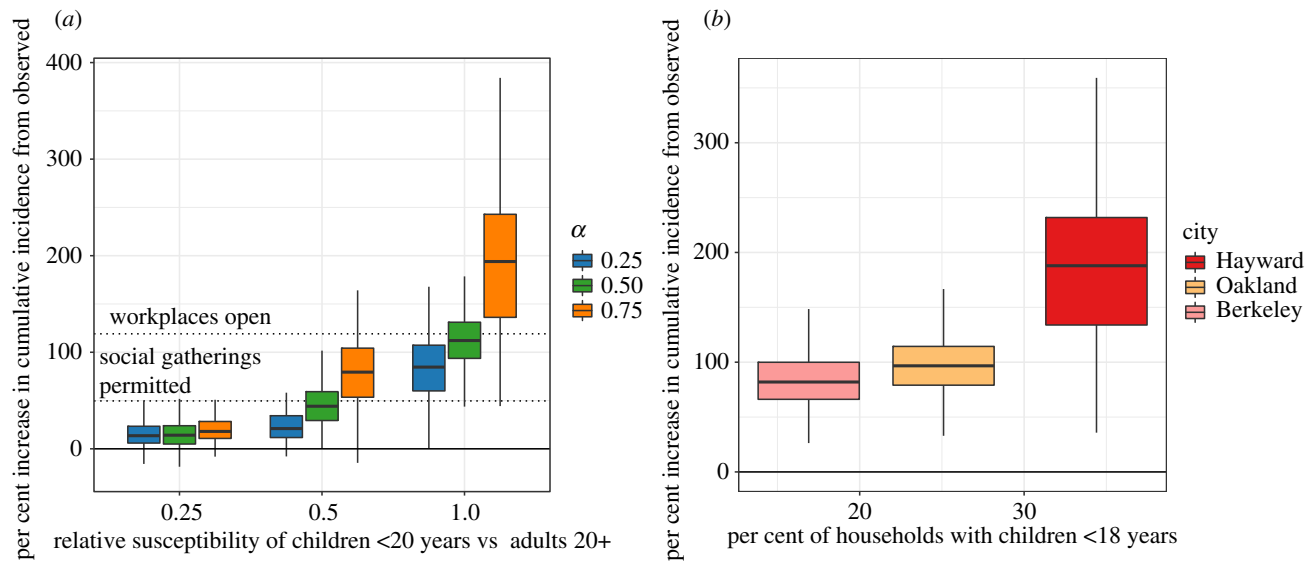 (a)
per cent increase in cumulative incidence from observed
400
300
200
100
0
workplaces open
social gatherings
permitted
0.25
0.5
1.0
relative susceptibility of children <20 years vs adults 20+
α
0.25
0.50
0.75
(b)
per cent increase in cumulative incidence from observed
300
200
100
0
20
30
per cent of households with children <18 years
city
Hayward
Oakland
Berkeley